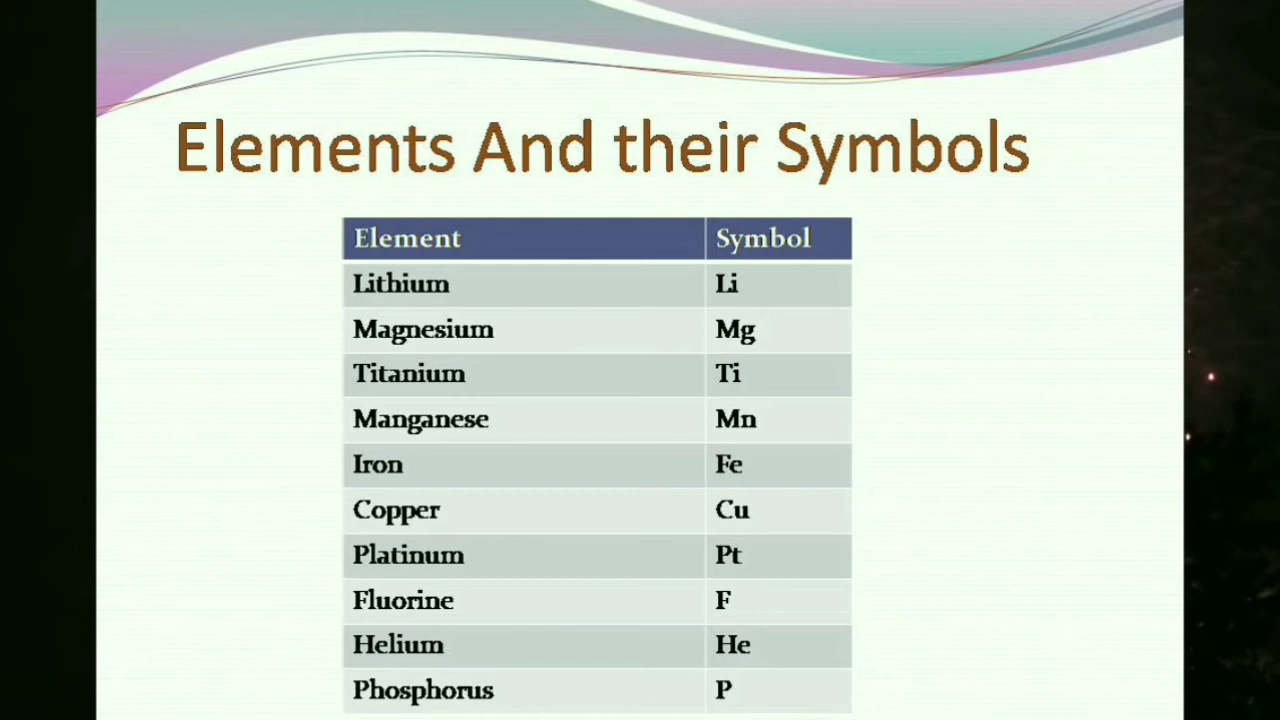 Elements And their Symbols
Element Symbol
Lithium Li
Magnesium Mg
Titanium Ti
Manganese Mn
Iron Fe
Copper Cu
Platinum Pt
Fluorine F
Helium He
Phosphorus P